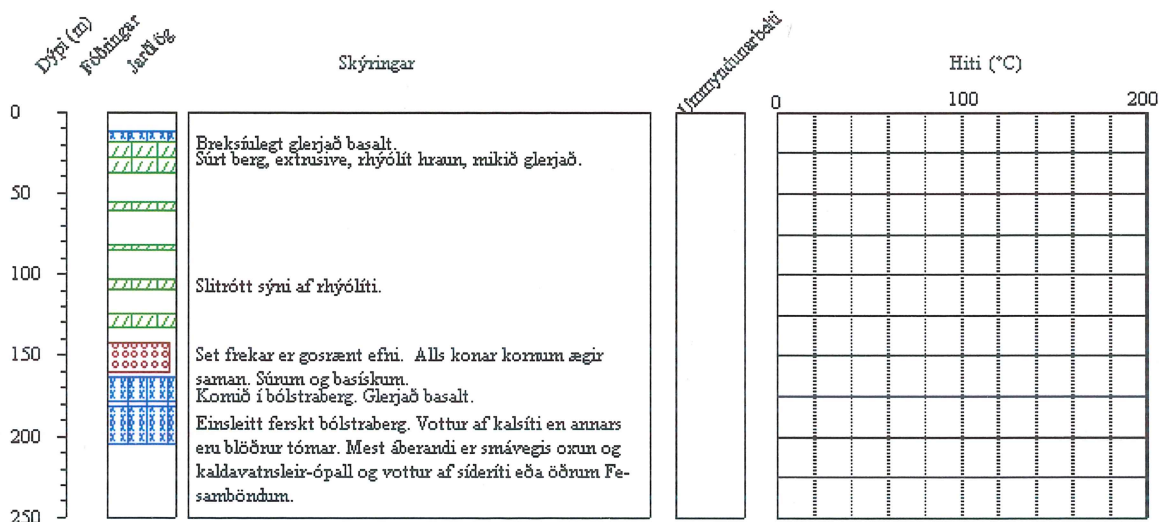 Dýpi (m)
Fóðringar
Jarðlög
Skýringar
Ummyndunarbelti
Hiti (°C)
0 100 200
0
50
100
150
200
250
Breksíulegt glerjað basalt.
Súrt berg, extrusive, rhýólít hraun, mikið glerjað.
Slitrótt sýni af rhýólíti.
Set frekar er gosrænt efni. Alls konar kornum ægir
saman. Súrum og basískum.
Komið í bólstraberg. Glerjað basalt.
Einsleitt ferskt bólstraberg. Vottur af kalsíti en annars
eru blöðrur tómar. Mest áberandi er smávegis oxun og
kaldavatnsleir-ópall og vottur af síderíti eða öðrum Fe-
samböndum.